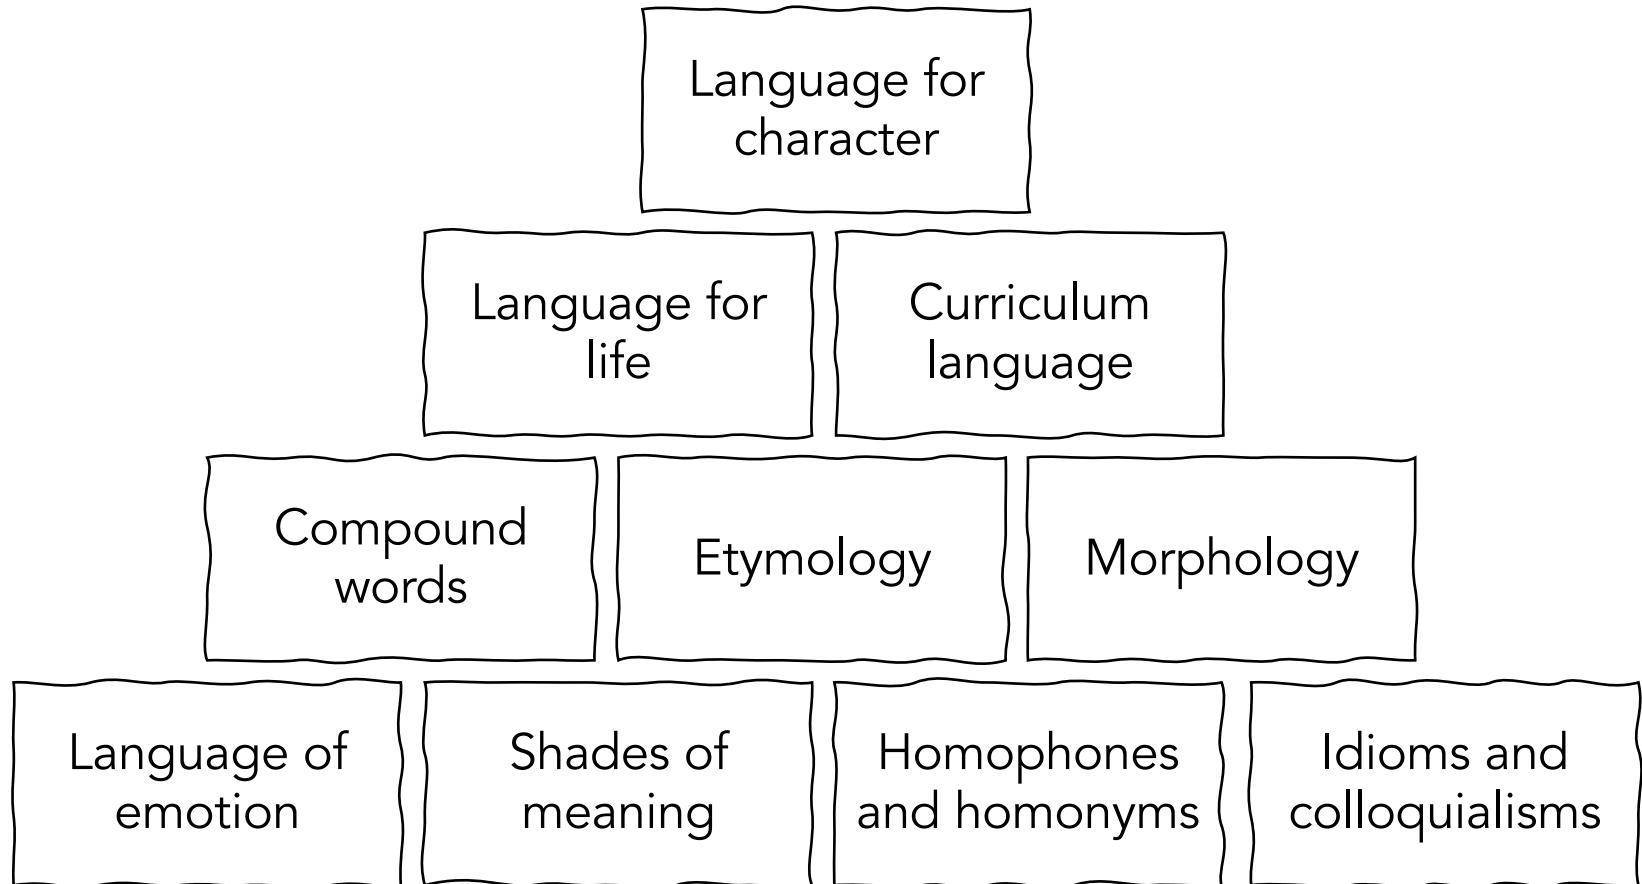 Language for
character
Language for
life
Curriculum
language
Compound
words
Etymology
Morphology
Language of
emotion
Shades of
meaning
Homophones
and homonyms
Idioms and
colloquialisms